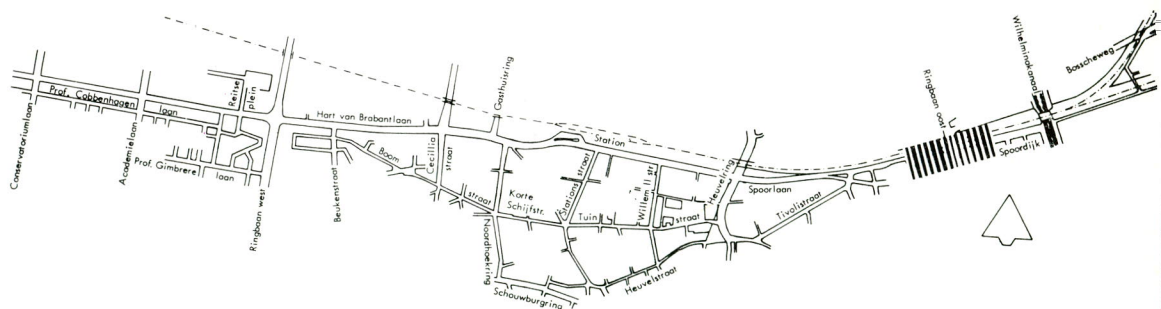 Conservatoriumlaan
Prof. Cobbenhagen
laan
Academielaan
Prof. Gimbrere
laan
Reitse
plein
Ringbaan west
Hart van Brabantlaan
Beukenstraat
Boom
straat
Cecillia
straat
Gasthuisring
Korte
Schijfstr.
Noordhoekring
Schouwburgring
Station
Stations
straat
Tuin
straat
Willem II str.
Heuvelstraat
Heuvelring
Spoorlaan
Tivolistraat
Ringbaan oost
Spoordijk
Wilhelminakanaal
Bosscheweg